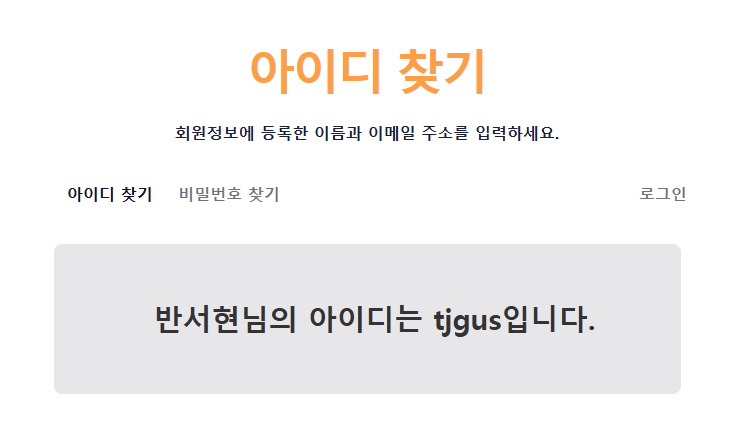 아이디 찾기
회원정보에 등록한 이름과 이메일 주소를 입력하세요.
아이디 찾기 비밀번호 찾기 로그인
반서현님의 아이디는 tjgus입니다.